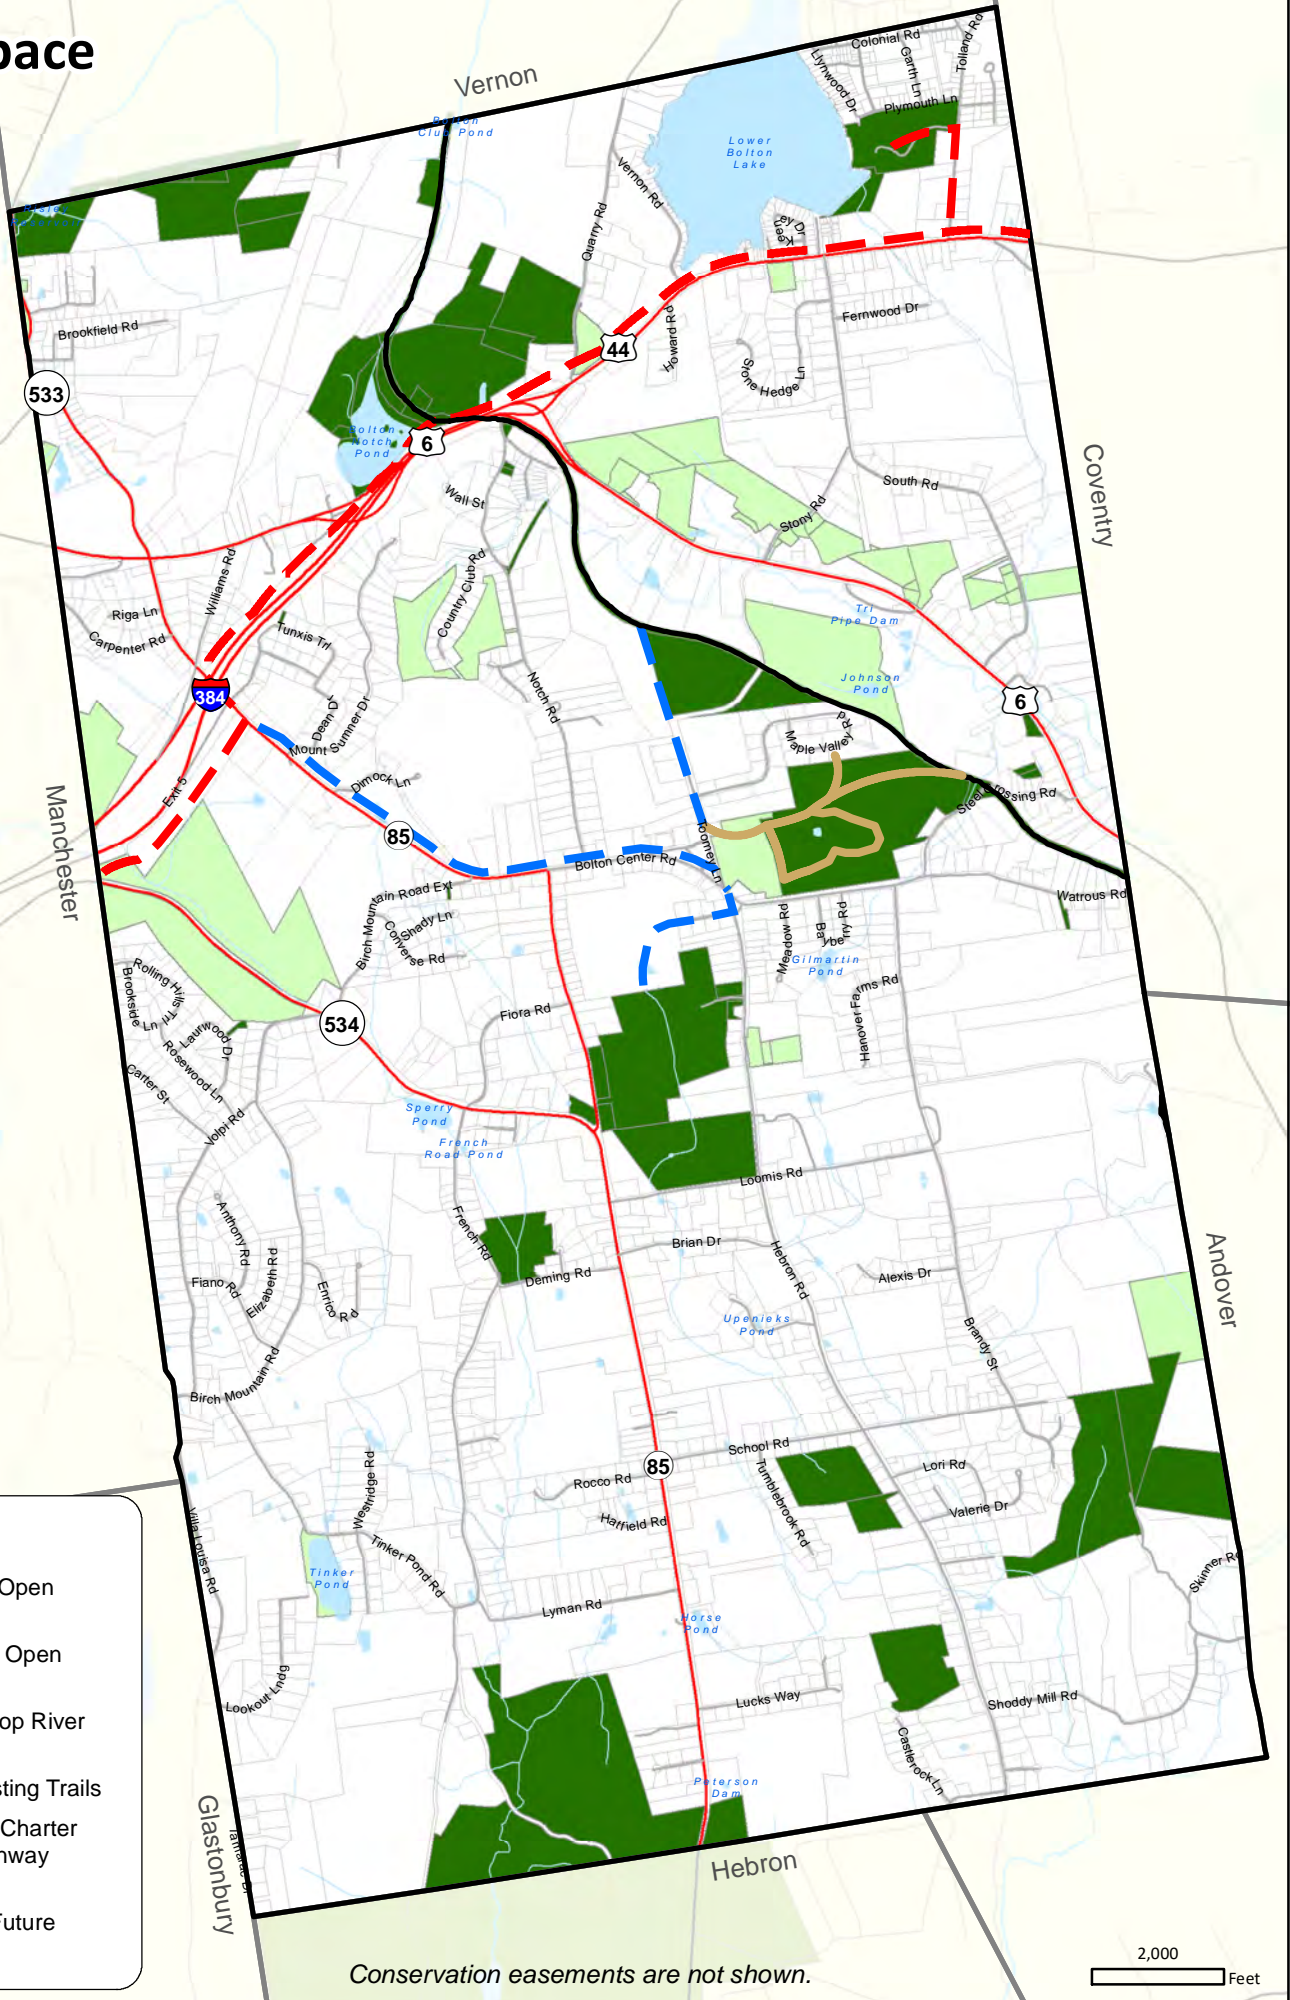 pace
Vernon
Colonial Rd
Tolland Rd
Llynwood Dr
Garth Ln
Plymouth Ln
Bolton
Club Pond
Lower
Bolton
Lake
Vernon Rd
Quarry Rd
Keeney Dr
Risley
Brookfield Rd
Fernwood Dr
Howard Rd
44
Stone Hedge Ln
533
Bolton
Notch
Pond
6
Coventry
Wall St
South Rd
Stony Rd
Williams Rd
Country Club Rd
Riga Ln
Carpenter Rd
Tunxis Trl
Tri
Pipe Dam
Johnson
Pond
384
6
Notch Rd
Dean Dr
Sumner Dr
Mount
Maple Valley Rd
Dimock Ln
Exit 5
Steel Crossing Rd
Manchester
85
Toomey Ln
Bolton Center Rd
Birch Mountain Road Ext
Watrous Rd
Shady Ln
Converse Rd
Meadow Rd
Bayberry Rd
Gilmartin
Pond
Rolling Hills Trl
Brookside Ln
Hanover Farms Rd
Fiora Rd
534
Laurwood Dr
Rosewood Ln
Carter St
Volpi Rd
Sperry
Pond
French
Road Pond
Loomis Rd
Anthony Rd
French Rd
Brian Dr
Hebron Rd
Andover
Fiano Rd
Elizabeth Rd
Enrico Rd
Deming Rd
Alexis Dr
Upenieks
Pond
Brandy St
Birch Mountain Rd
School Rd
85
Westridge Rd
Rocco Rd
Lori Rd
Tumblebrook Rd
Valerie Dr
Hatfield Rd
Villa Louisa Rd
Tinker Pond Rd
Tinker
Pond
Skinner Rd
Lyman Rd
Horse
Pond
Lookout Lndg
Lucks Way
Shoddy Mill Rd
Castlerock Ln
Peterson
Dam
Glastonbury
Hebron
Open
Open
op River
sting Trails
Charter
nway
Future
Conservation easements are not shown.
2,000
Feet